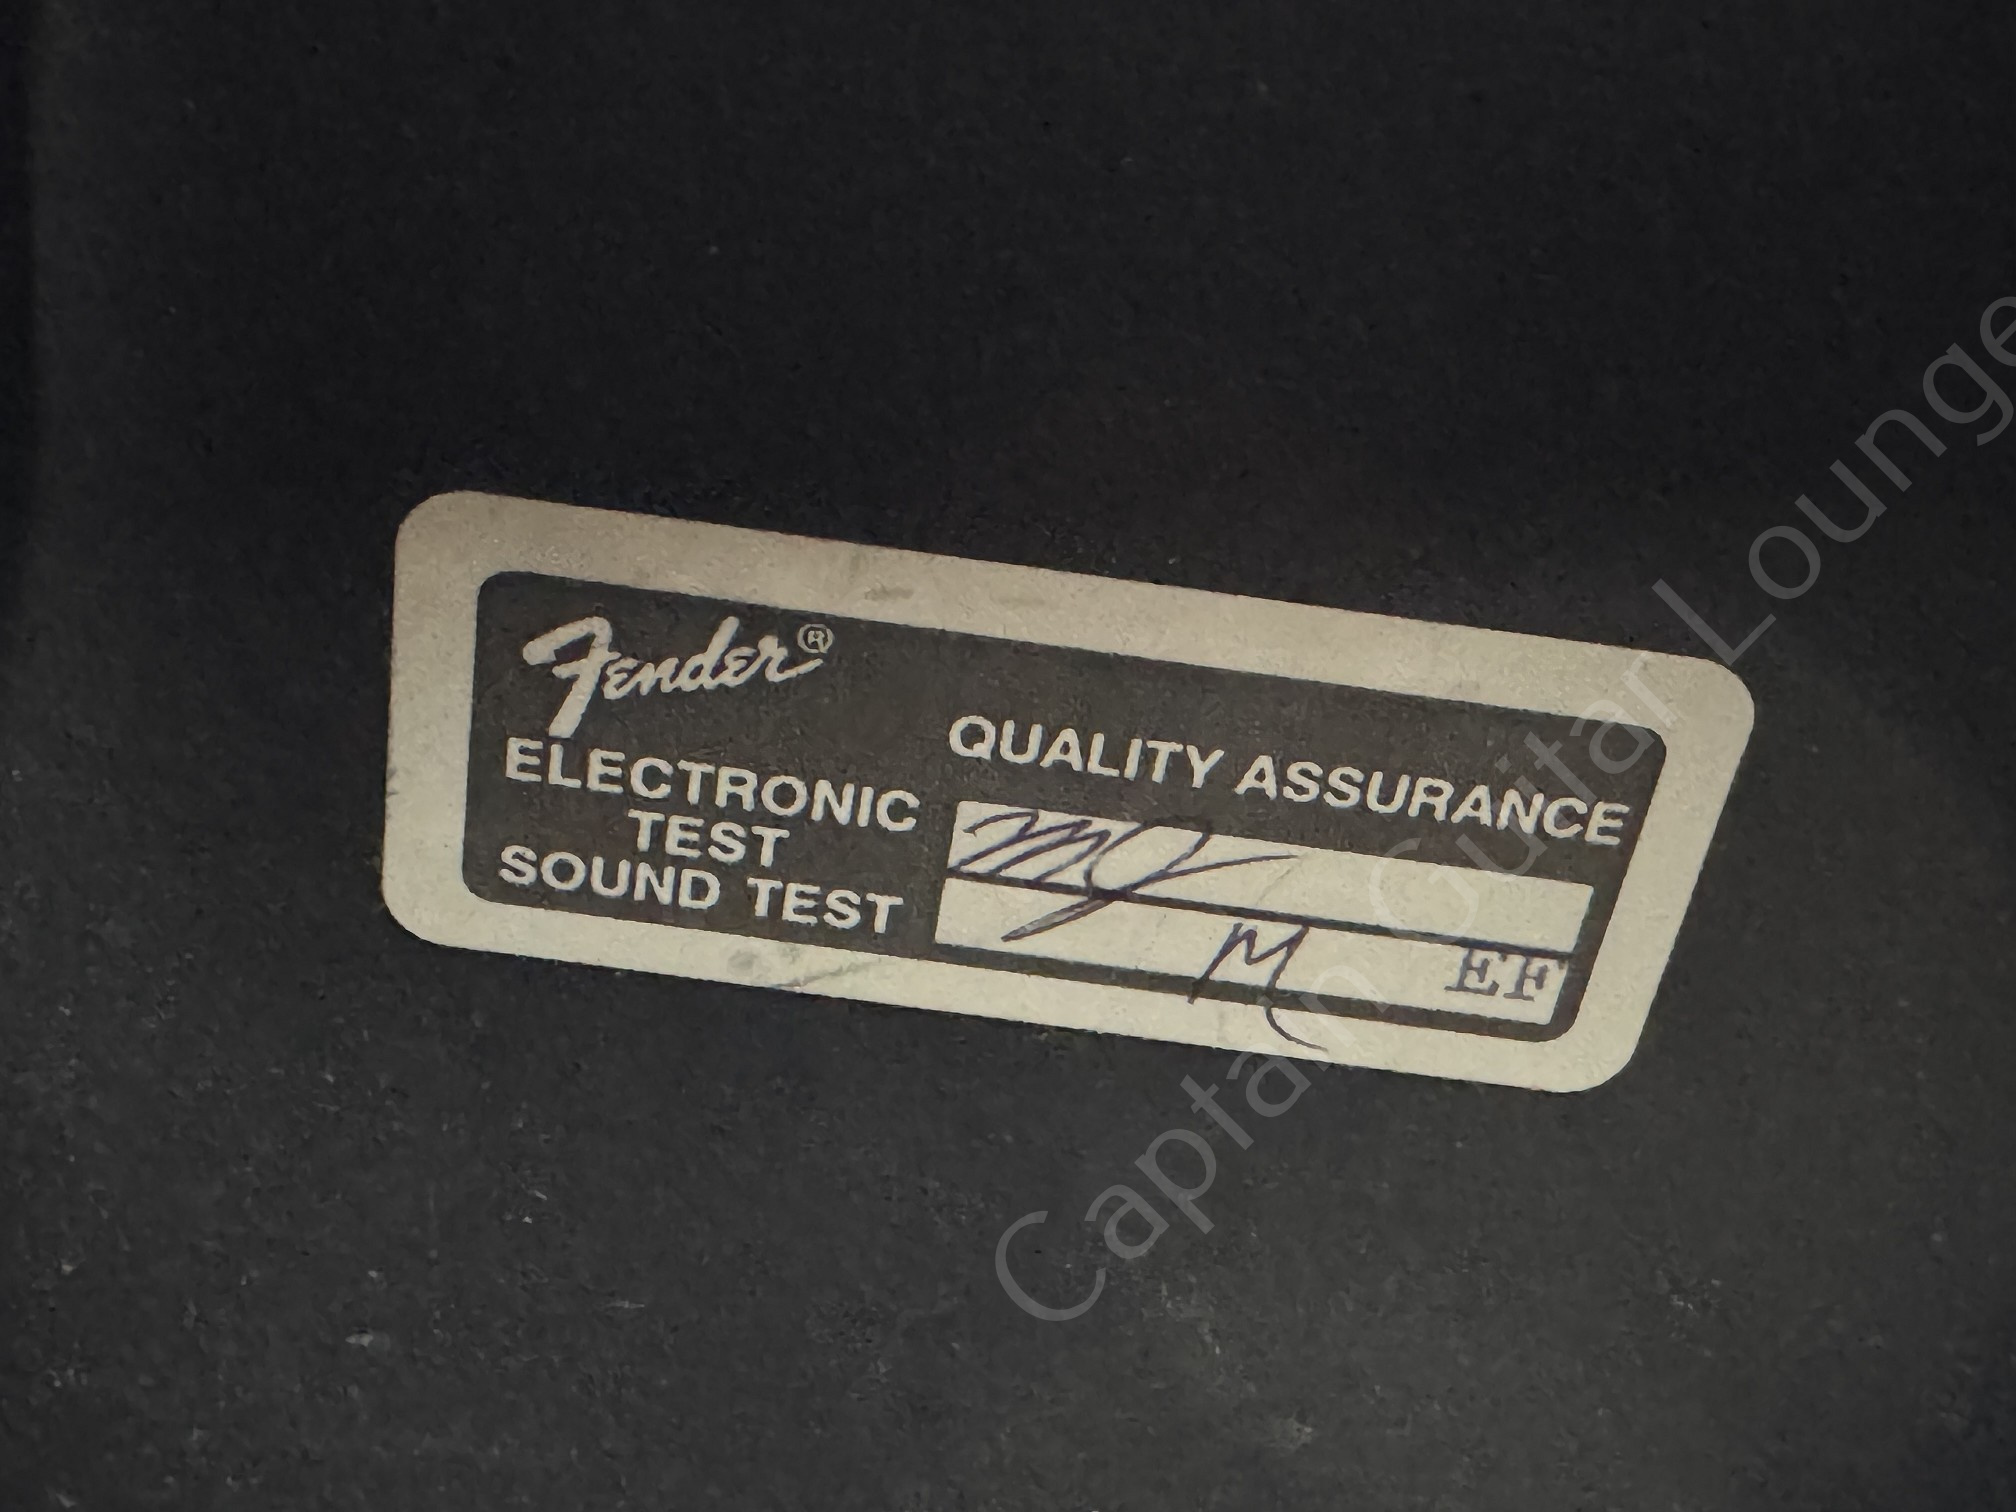 Fender®
QUALITY ASSURANCE
ELECTRONIC
TEST
SOUND TEST
M
EF
Captain Guitar Lounge